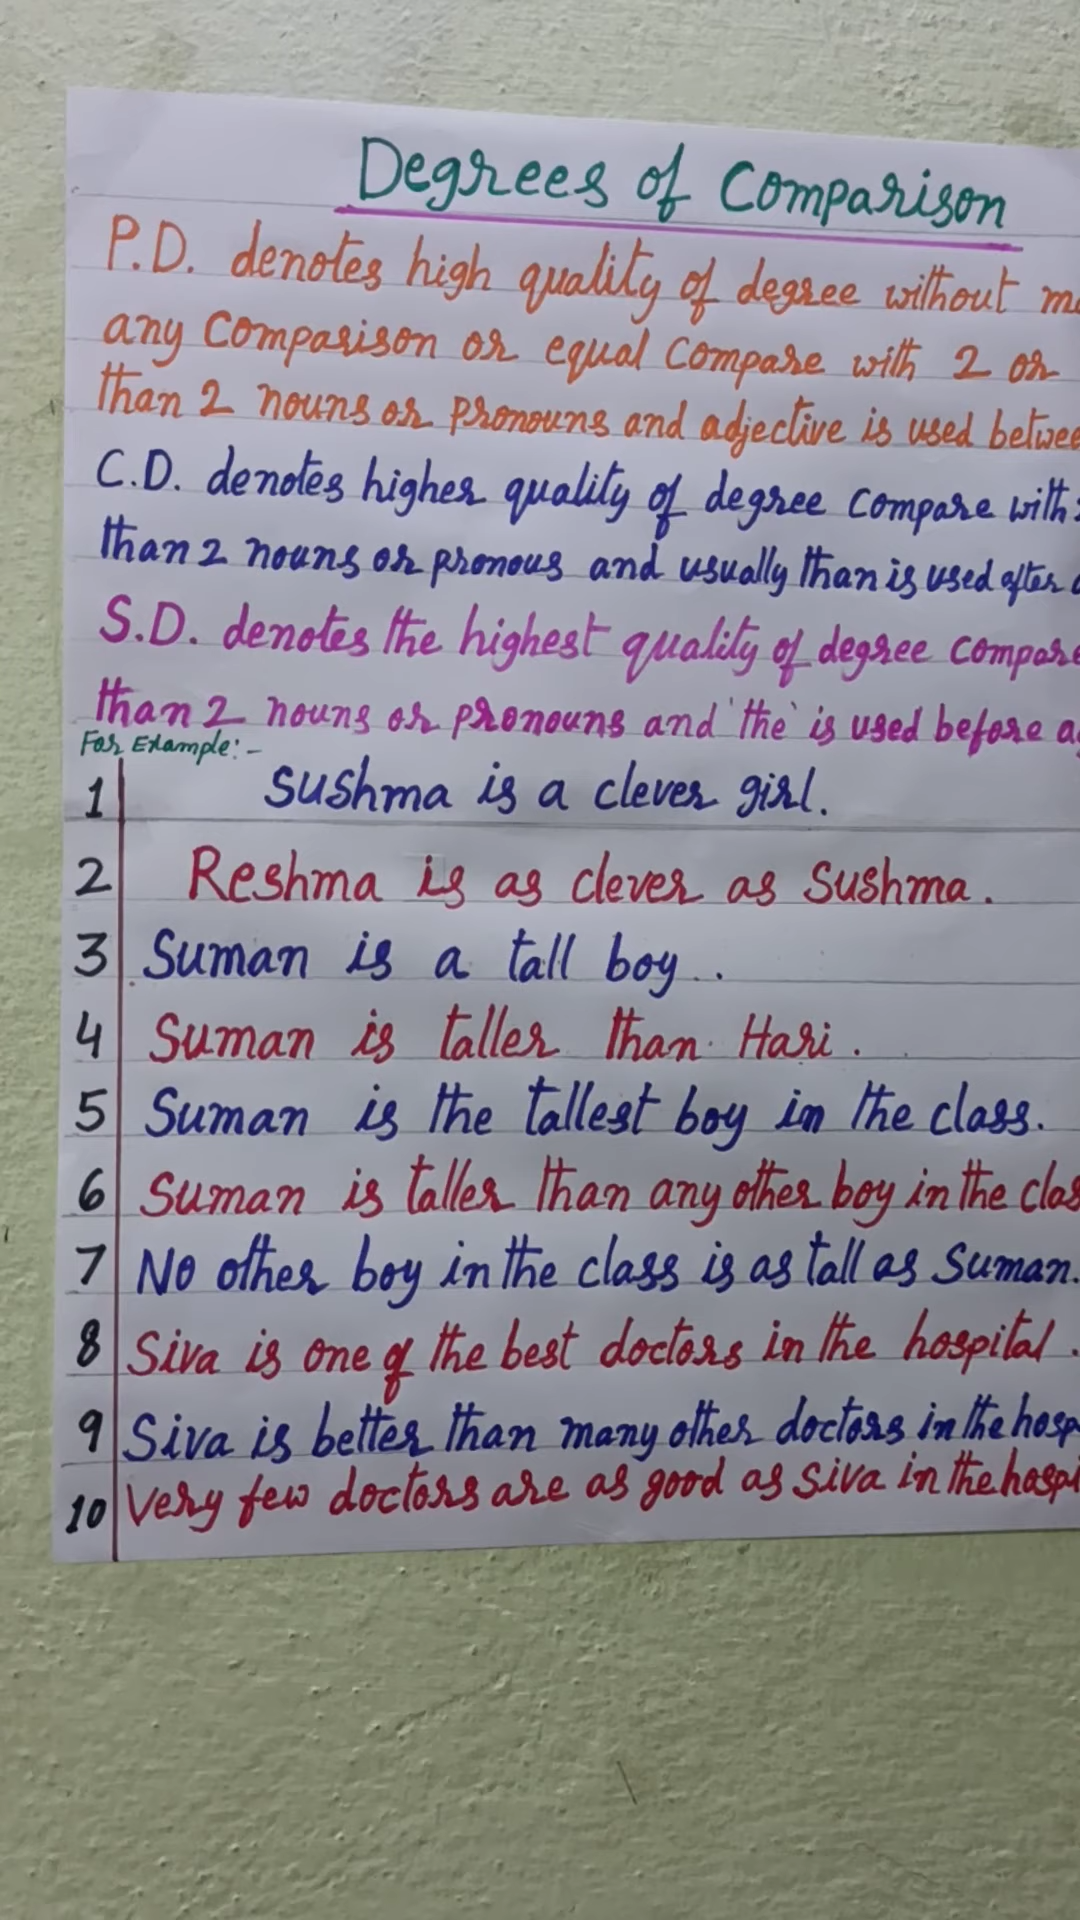 Degrees of Comparison
P.D. denotes high quality of degree without
any Comparison or equal Compare with 2 or
than 2 nouns or pronouns and adjective is used
C.D. denotes higher quality of degree Compare with
than 2 nouns or pronous and usually than is used after
S.D. denotes the highest quality of degree
than 2 nouns or pronouns and 'the' is used before
For Example:-
1 Sushma is a clever girl.
2 Reshma is as clever as Sushma.
3 Suman is a tall boy..
4 Suman is taller than Hari.
5 Suman is the tallest boy in the class.
6 Suman is taller than any other boy in the
7 No other boy in the class is as tall as Suman.
8 Siva is one of the best doctors in the hospital.
9 Siva is better than many other doctors in the
10 Very few doctors are as good as Siva in the